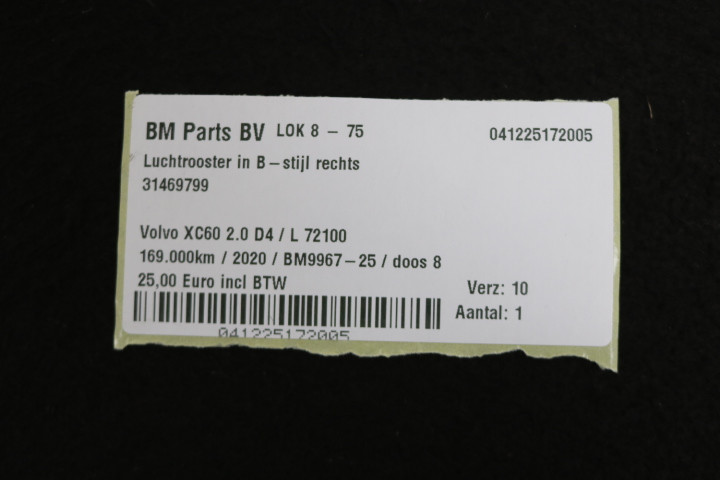 BM Parts BV LOK 8 – 75 041225172005
Luchtrooster in B–stijl rechts
31469799
Volvo XC60 2.0 D4 / L 72100
169.000km / 2020 / BM9967–25 / doos 8
25,00 Euro incl BTW Verz: 10
Aantal: 1
041225172005